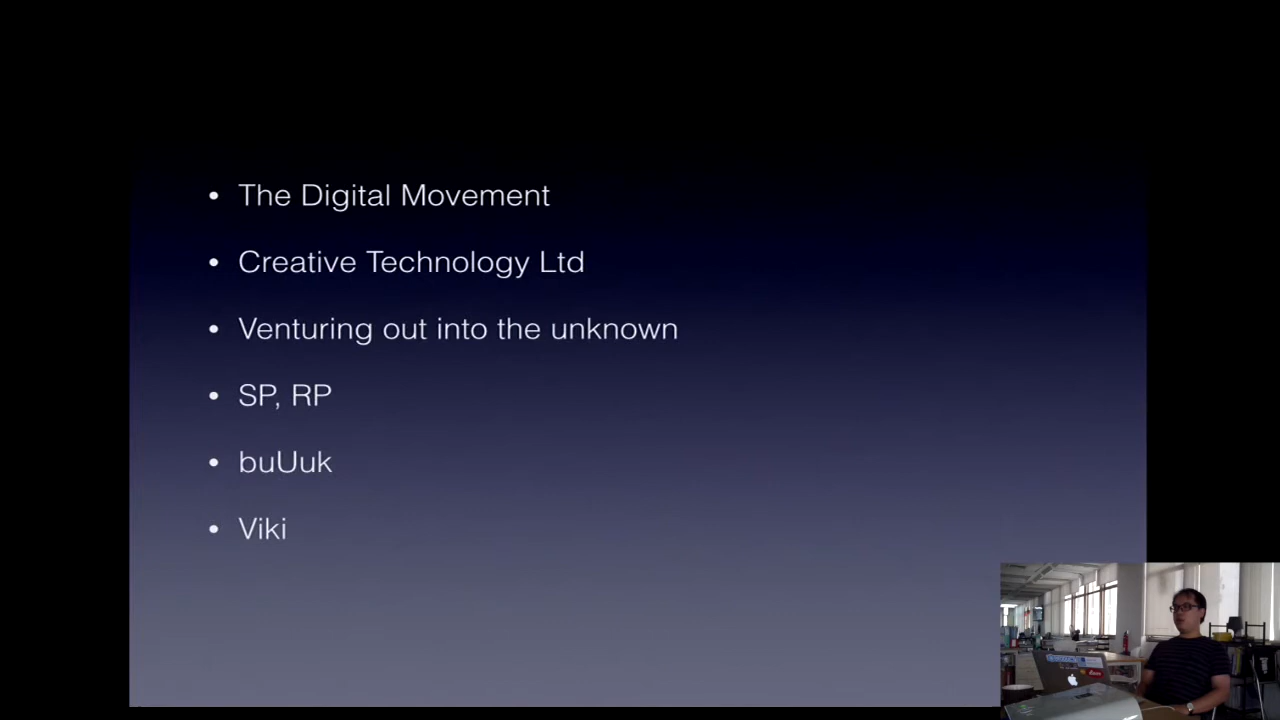 • The Digital Movement
• Creative Technology Ltd
• Venturing out into the unknown
• SP, RP
• buUuk
• Viki